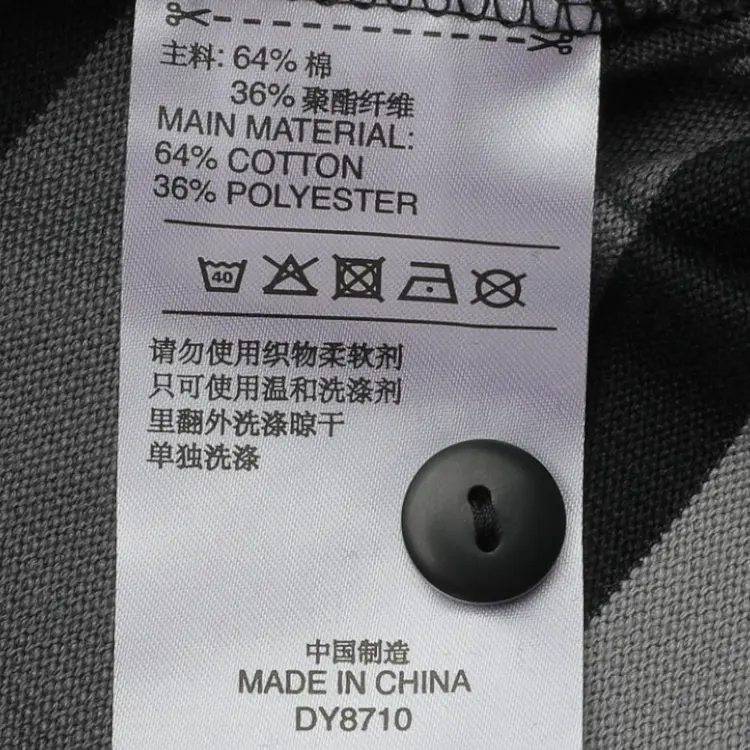 主料: 64% 棉
36% 聚酯纤维
MAIN MATERIAL:
64% COTTON
36% POLYESTER
40
请勿使用织物柔软剂
只可使用温和洗涤剂
里翻外洗涤晾干
单独洗涤
中国制造
MADE IN CHINA
DY8710